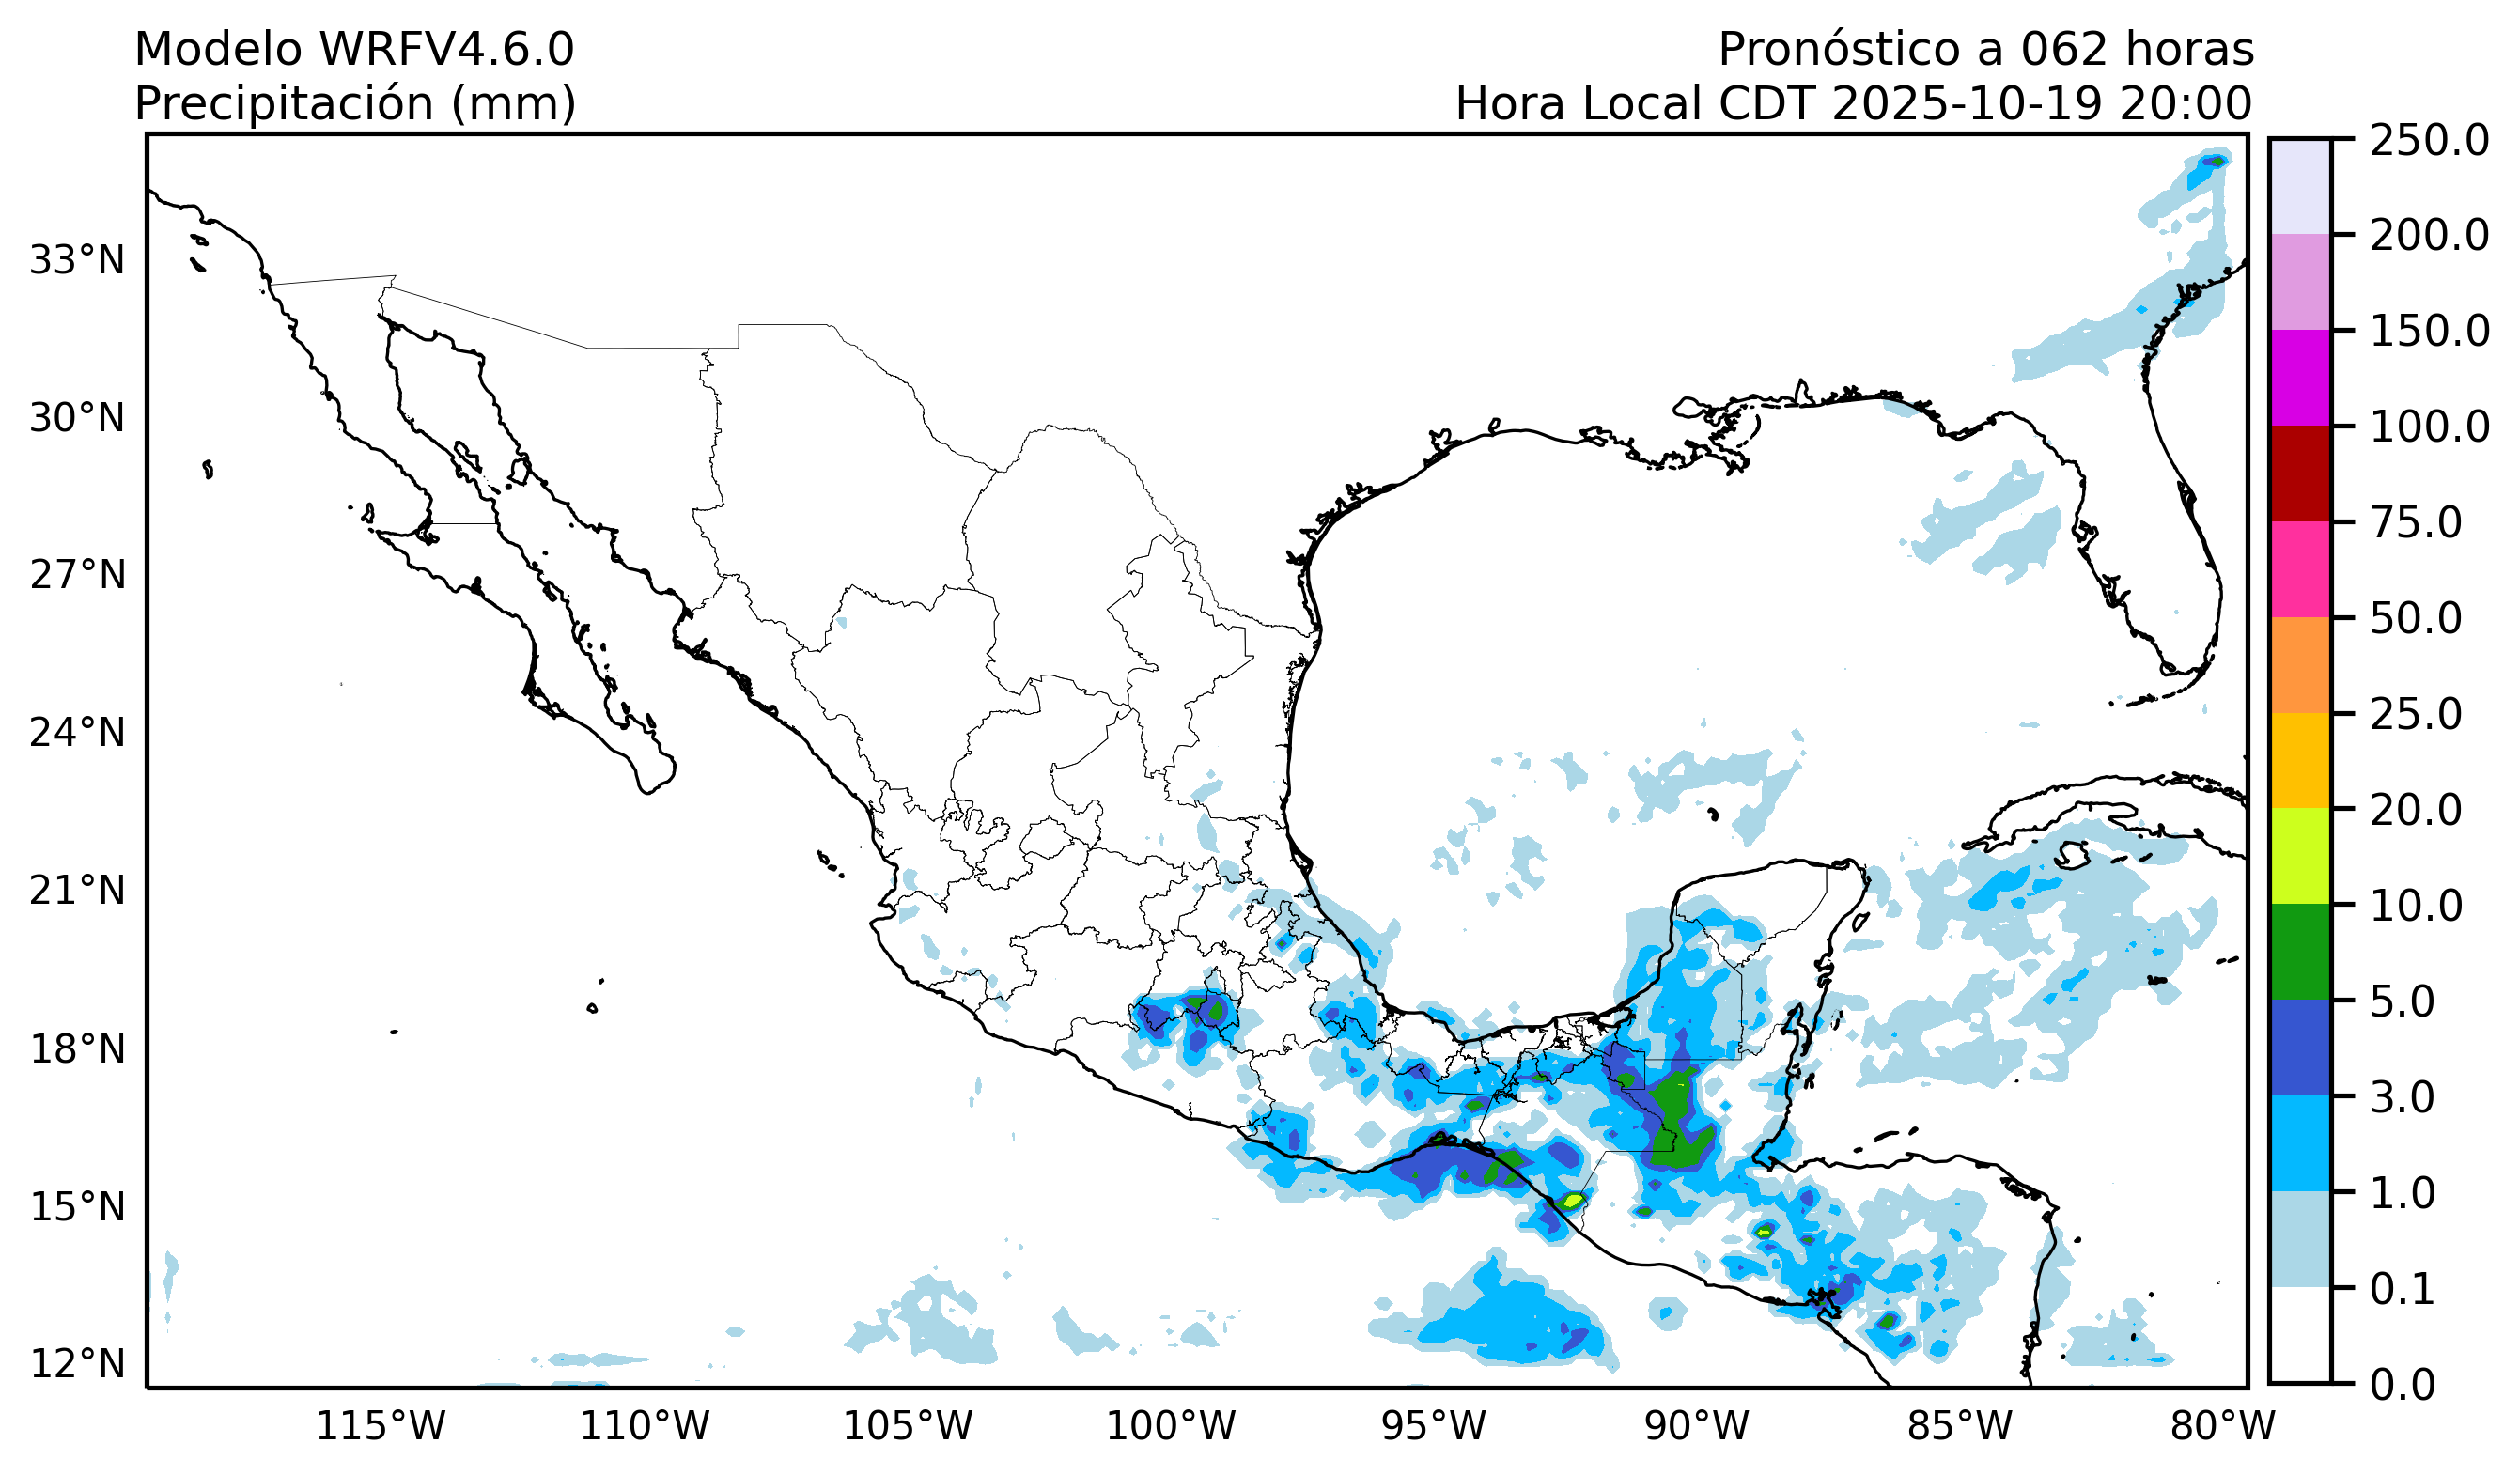 Modelo WRFV4.6.0
Precipitación (mm)
Pronóstico a 062 horas
Hora Local CDT 2025-10-19 20:00
33°N
30°N
27°N
24°N
21°N
18°N
15°N
12°N
115°W
110°W
105°W
100°W
95°W
90°W
85°W
80°W
250.0
200.0
150.0
100.0
75.0
50.0
25.0
20.0
10.0
5.0
3.0
1.0
0.1
0.0